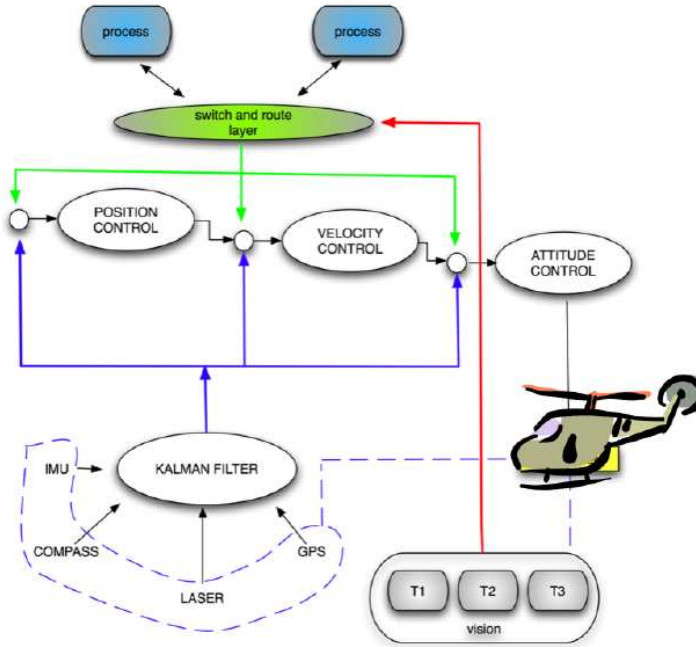 process
process
switch and route
layer
POSITION
CONTROL
VELOCITY
CONTROL
ATTITUDE
CONTROL
IMU
KALMAN FILTER
COMPASS
GPS
LASER
T1
T2
T3
vision